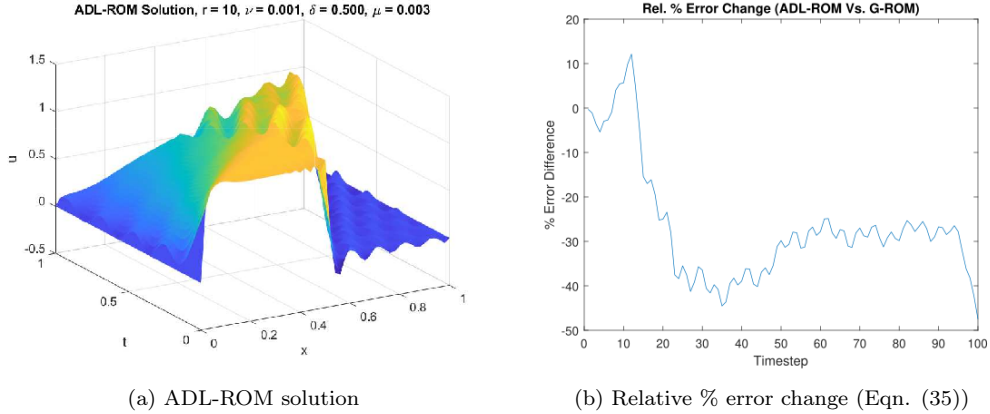 ADL-ROM Solution, r = 10, ν = 0.001, δ = 0.500, μ = 0.003
1.5
1
0.5
0
-0.5
u
1
0.5
0
t
0
0.2
0.4
0.6
0.8
1
x
(a) ADL-ROM solution
Rel. % Error Change (ADL-ROM Vs. G-ROM)
20
10
0
-10
-20
-30
-40
-50
% Error Difference
0 10 20 30 40 50 60 70 80 90 100
Timestep
(b) Relative % error change (Eqn. (35))